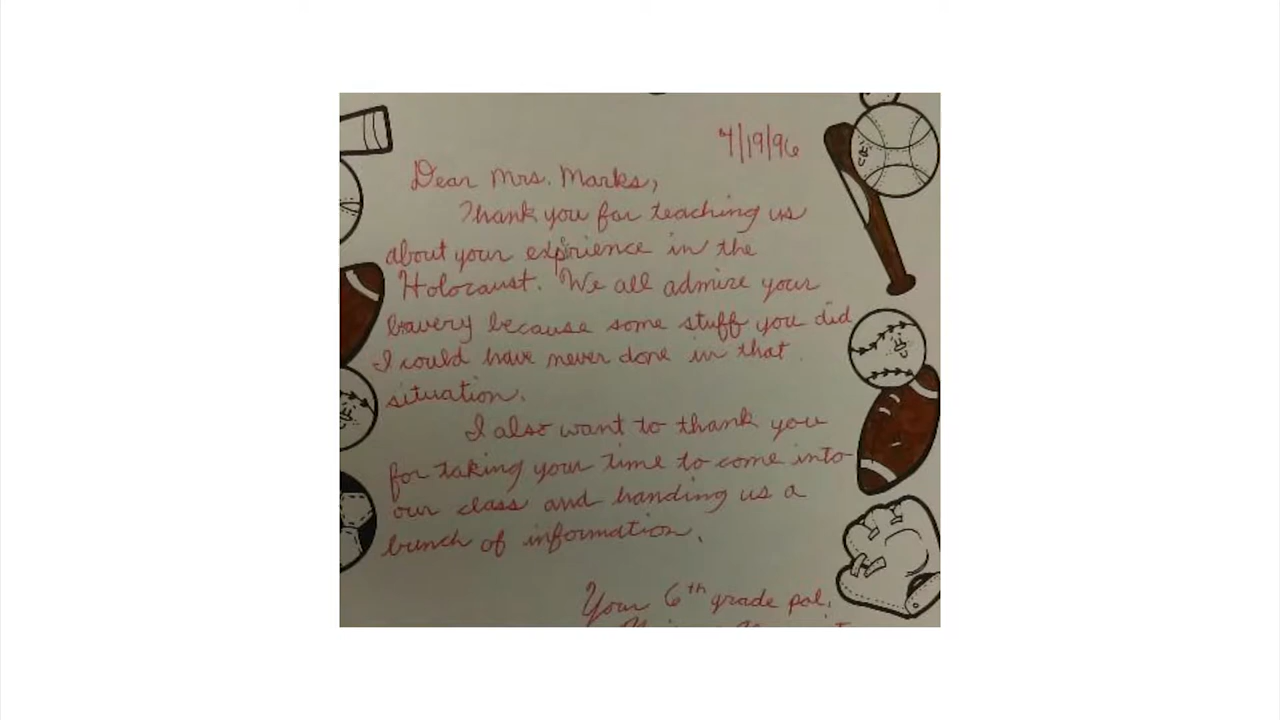 4/19/96
Dear Mrs. Marks,
Thank you for teaching us
about your experience in the
Holocaust. We all admire your
bravery because some stuff you did
I could have never done in that
situation.
I also want to thank you
for taking your time to come into
our class and handing us a
bunch of information.
Your 6th grade pal,